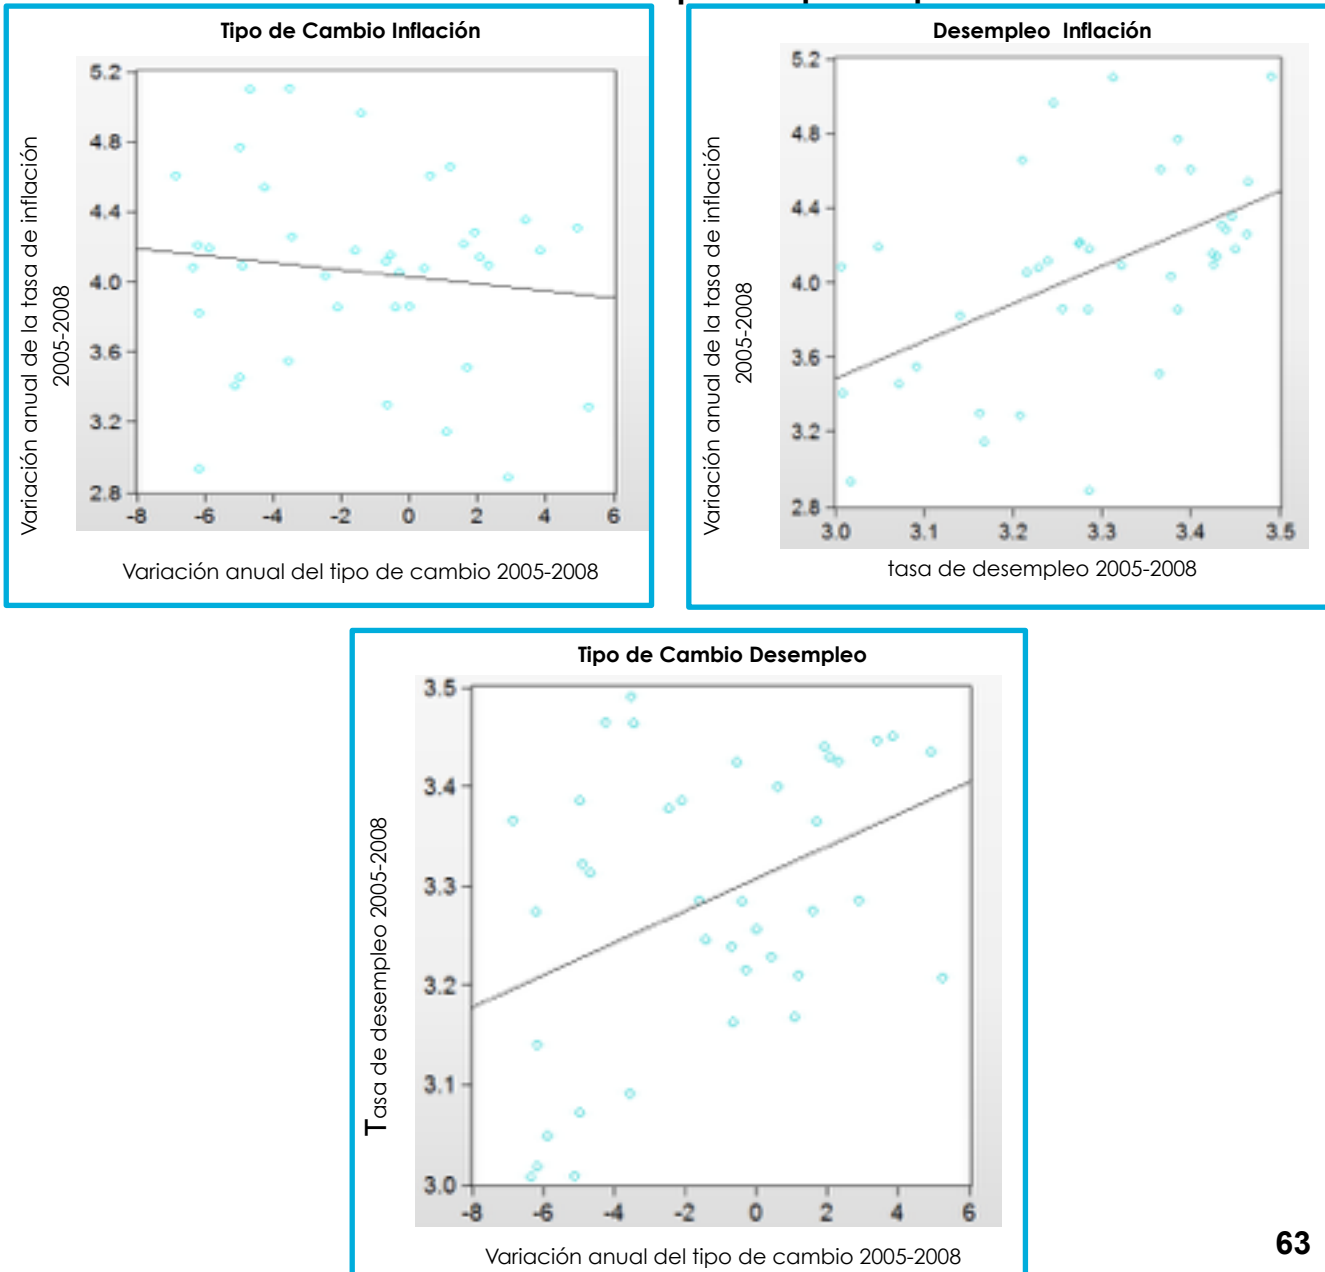 Tipo de Cambio Inflación
Variación anual de la tasa de inflación
2005-2008
5.2
4.8
4.4
4.0
3.6
3.2
2.8
-8 -6 -4 -2 0 2 4 6
Variación anual del tipo de cambio 2005-2008
Desempleo Inflación
Variación anual de la tasa de inflación
2005-2008
5.2
4.8
4.4
4.0
3.6
3.2
2.8
3.0 3.1 3.2 3.3 3.4 3.5
tasa de desempleo 2005-2008
Tipo de Cambio Desempleo
Tasa de desempleo 2005-2008
3.5
3.4
3.3
3.2
3.1
3.0
-8 -6 -4 -2 0 2 4 6
Variación anual del tipo de cambio 2005-2008
63